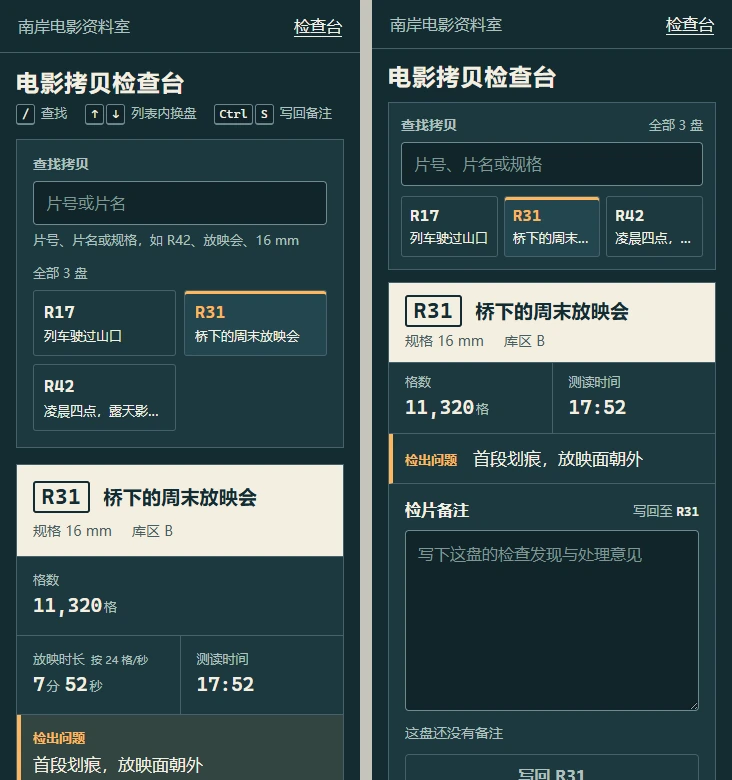 南岸电影资料室 检查台
电影拷贝检查台
/ 查找 ↑ ↓ 列表内换盘 Ctrl S 写回备注
查找拷贝
片号或片名
片号、片名或规格，如 R42、放映会、16 mm
全部 3 盘
R17
列车驶过山口
R31
桥下的周末放映会
R42
凌晨四点，露天影...
R31 桥下的周末放映会
规格 16 mm 库区 B
格数
11,320格
放映时长 按 24 格/秒
7分 52秒
测读时间
17:52
检出问题
首段划痕，放映面朝外
南岸电影资料室 检查台
电影拷贝检查台
查找拷贝 全部 3 盘
片号、片名或规格
R17
列车驶过山口
R31
桥下的周末...
R42
凌晨四点，...
R31 桥下的周末放映会
规格 16 mm 库区 B
格数
11,320格
测读时间
17:52
检出问题 首段划痕，放映面朝外
检片备注 写回至 R31
写下这盘的检查发现与处理意见
这盘还没有备注
写回 R31